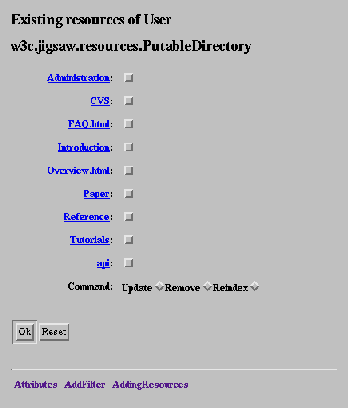 Existing resources of User
w3c.jigsaw.resources.PutableDirectory
Administration:
CVS:
FAQ.html:
Introduction:
Overview.html:
Paper:
Reference:
Tutorials:
api:
Command: Update Remove Reindex
Ok Reset
Attributes AddFilter AddingResources